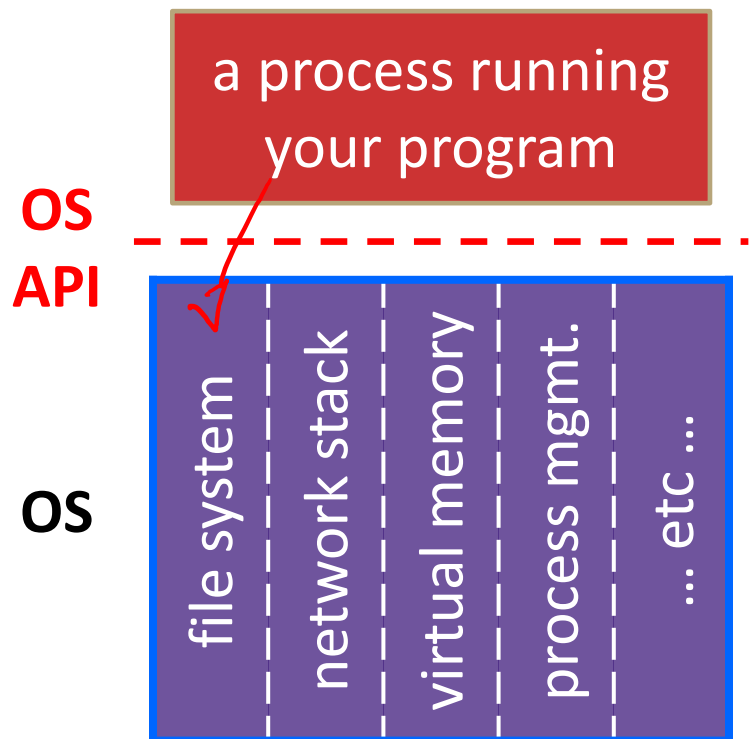 a process running
your program
OS
API
OS
file system
network stack
virtual memory
process mgmt.
... etc ...